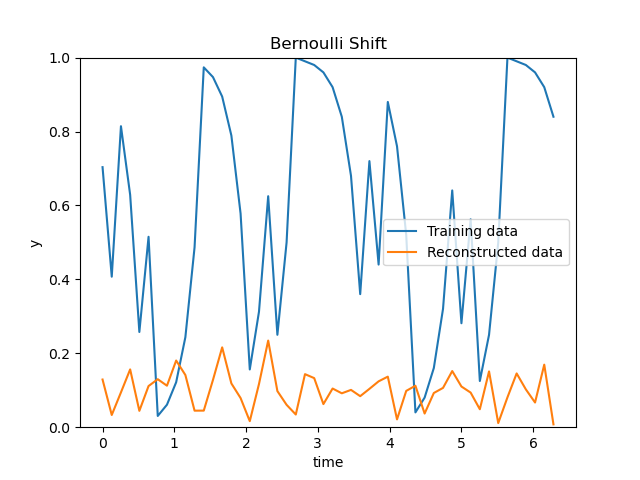 Bernoulli Shift
1.0
0.8
0.6
0.4
0.2
0.0
y
Training data
Reconstructed data
0 1 2 3 4 5 6
time